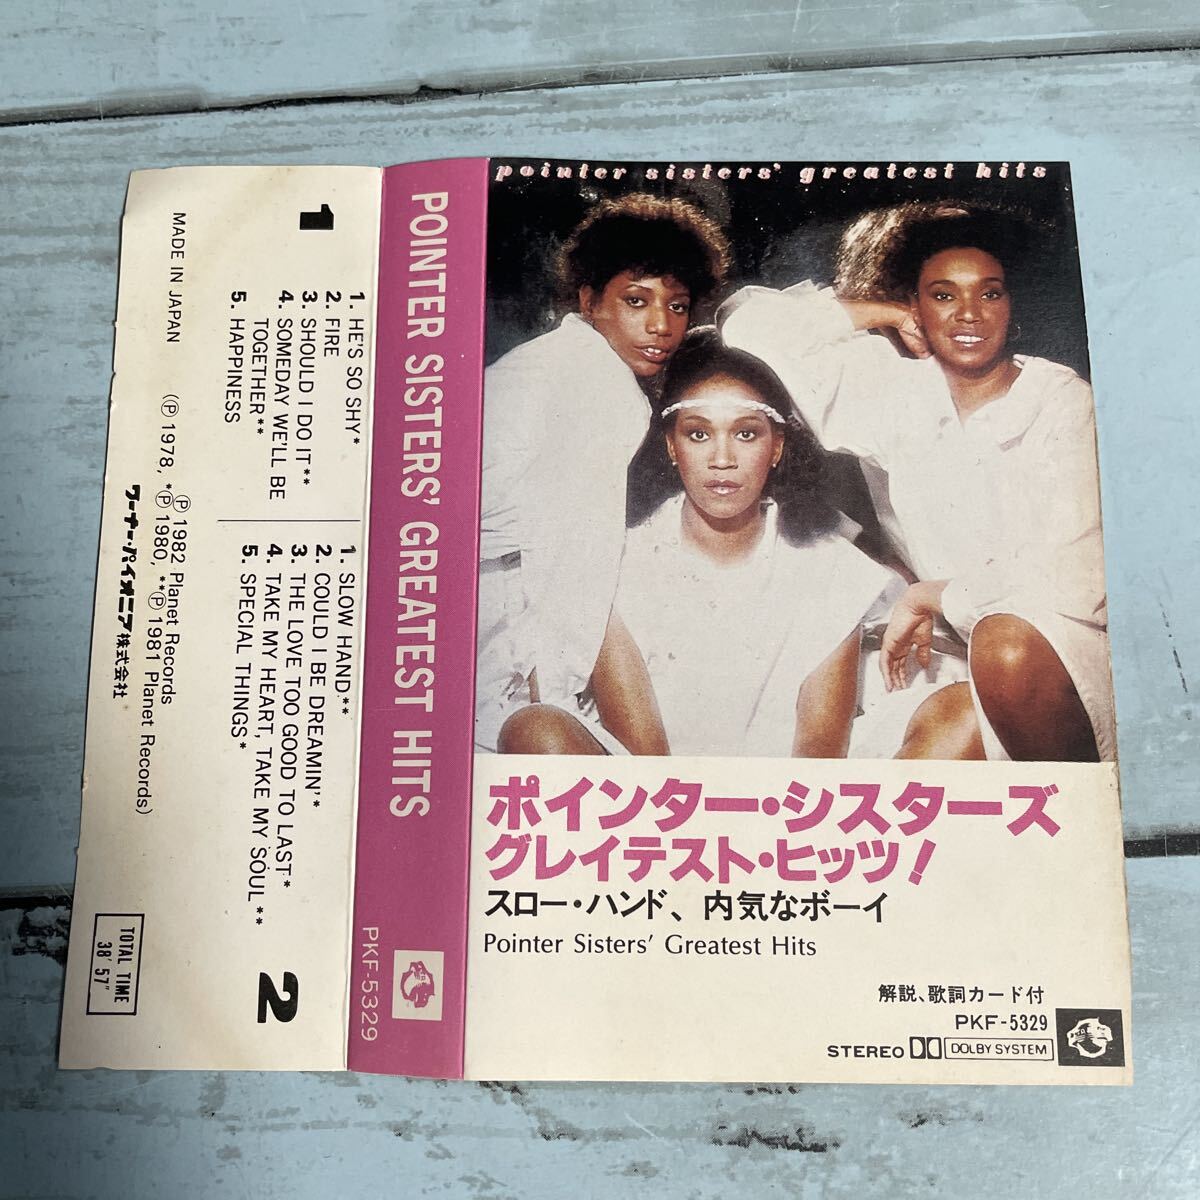 pointer sisters' greatest hits
ポインター・シスターズ
グレイテスト・ヒッツ!
スロー・ハンド、内気なボーイ
Pointer Sisters' Greatest Hits
解説、歌詞カード付
PKF-5329
STEREO DOLBY SYSTEM
POINTER SISTERS' GREATEST HITS
PKF-5329
1
1. HE'S SO SHY*
2. FIRE
3. SHOULD I DO IT**
4. SOMEDAY WE'LL BE
TOGETHER**
5. HAPPINESS
2
1. SLOW HAND**
2. COULD I BE DREAMIN'*
3. THE LOVE TOO GOOD TO LAST*
4. TAKE MY HEART, TAKE MY SOUL**
5. SPECIAL THINGS*
MADE IN JAPAN
Ⓟ 1982 Planet Records
(Ⓟ 1978, *Ⓟ 1980, **Ⓟ 1981 Planet Records)
ワーナー・パイオニア株式会社
TOTAL TIME
38'57"